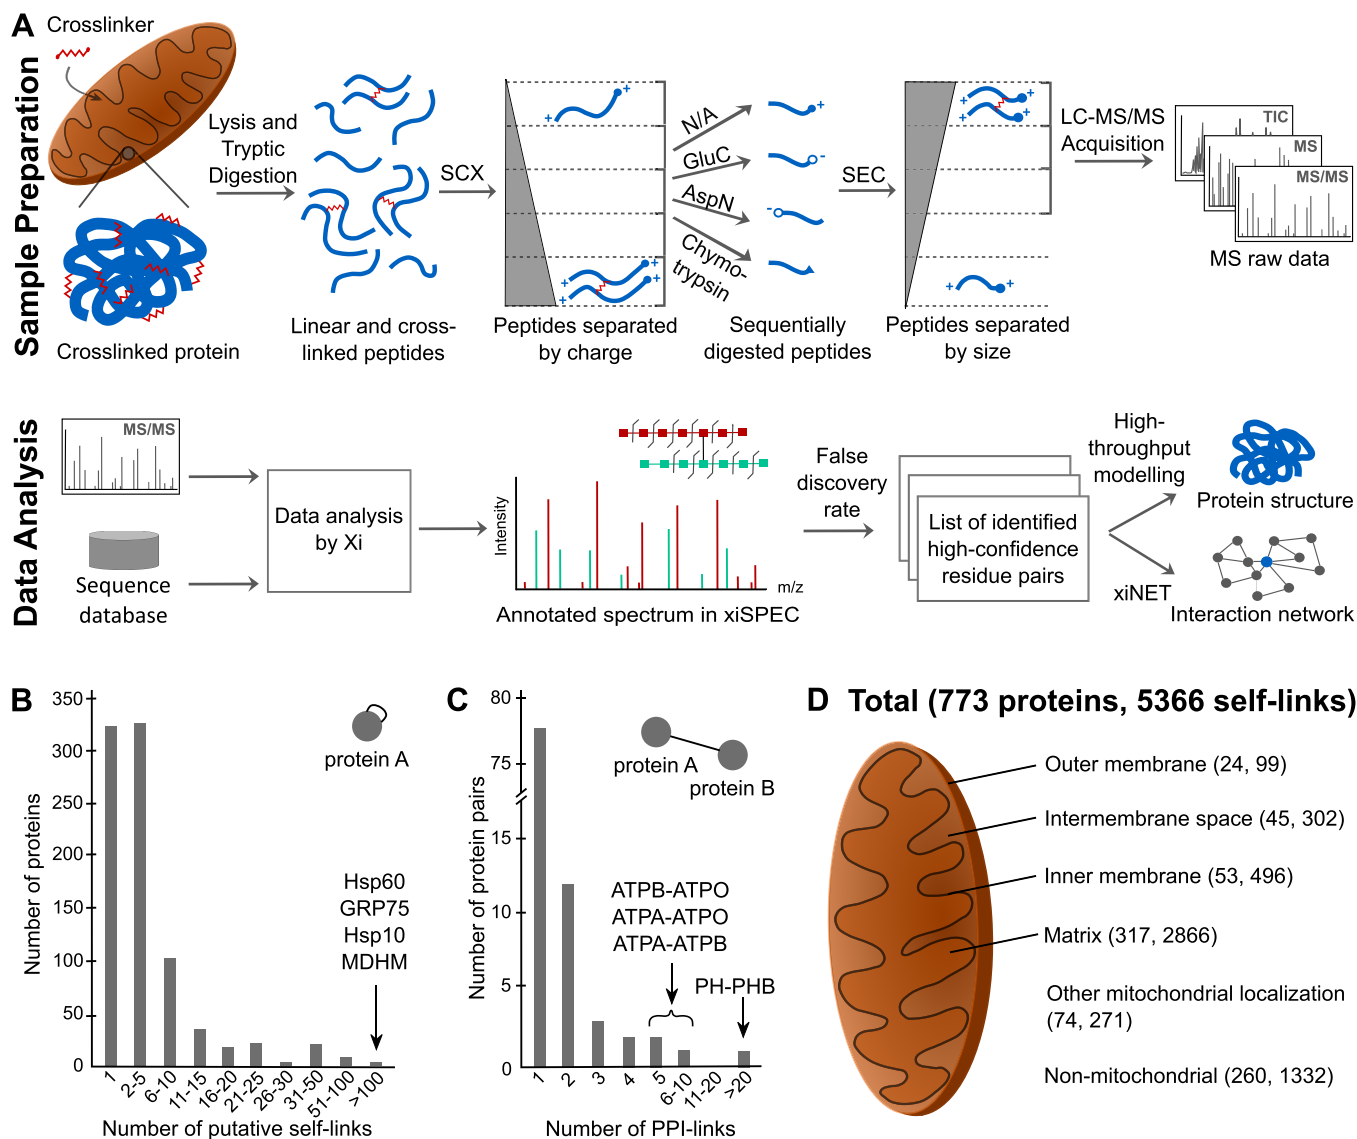 A
Crosslinker
Sample Preparation
Crosslinked protein
Lysis and
Tryptic
Digestion
Linear and cross-
linked peptides
SCX
+
+
+
+
+
+
Peptides separated
by charge
N/A
GluC
AspN
Chymo-
trypsin
+
-
-
Sequentially
digested peptides
SEC
+
+
+
+
+
+
Peptides separated
by size
LC-MS/MS
Acquisition
TIC
MS
MS/MS
MS raw data
Data Analysis
MS/MS
Sequence
database
Data analysis
by Xi
Intensity
m/z
Annotated spectrum in xiSPEC
False
discovery
rate
List of identified
high-confidence
residue pairs
High-
throughput
modelling
Protein structure
xiNET
Interaction network
B
Number of proteins
350
300
250
200
150
100
50
0
protein A
Hsp60
GRP75
Hsp10
MDHM
1
2-5
6-10
11-15
16-20
21-25
26-30
31-50
51-100
>100
Number of putative self-links
C
Number of protein pairs
80
75
15
10
5
0
protein A
protein B
ATPB-ATPO
ATPA-ATPO
ATPA-ATPB
PH-PHB
1
2
3
4
5
6-10
11-20
>20
Number of PPI-links
D Total (773 proteins, 5366 self-links)
Outer membrane (24, 99)
Intermembrane space (45, 302)
Inner membrane (53, 496)
Matrix (317, 2866)
Other mitochondrial localization
(74, 271)
Non-mitochondrial (260, 1332)